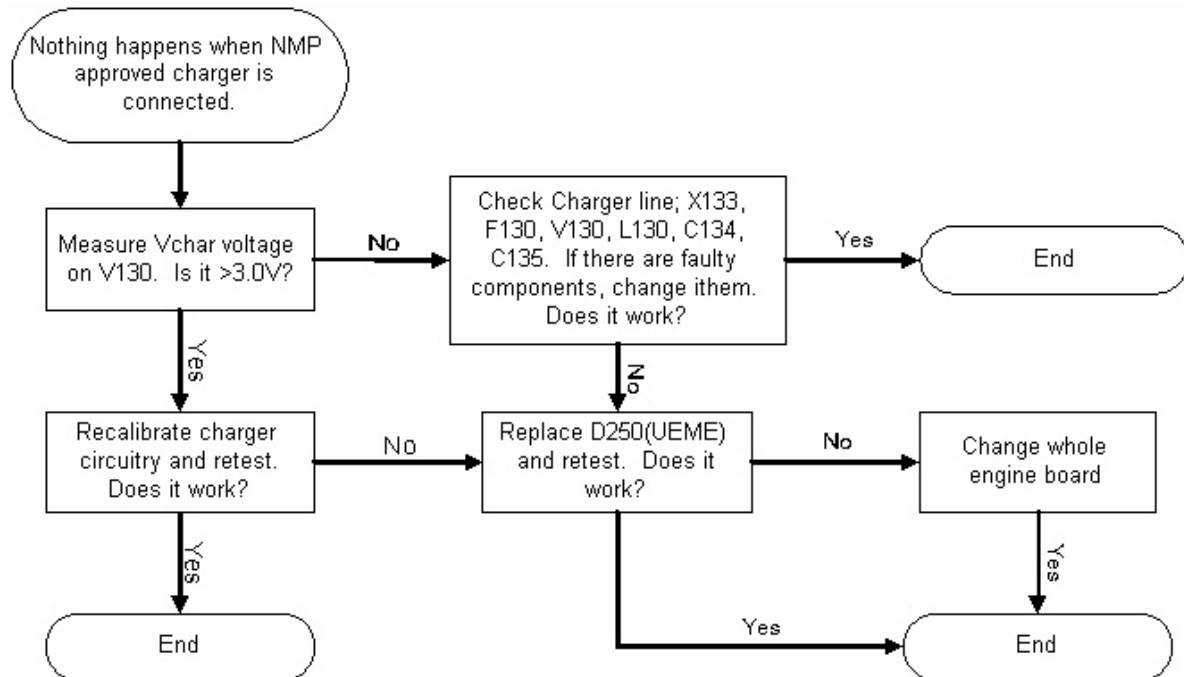 Nothing happens when NMP
approved charger is
connected.
Measure Vchar voltage
on V130. Is it >3.0V?
No
Check Charger line; X133,
F130, V130, L130, C134,
C135. If there are faulty
components, change ithem.
Does it work?
Yes
End
Yes
No
Recalibrate charger
circuitry and retest.
Does it work?
No
Replace D250(UEME)
and retest. Does it
work?
No
Change whole
engine board
Yes
Yes
End
Yes
End